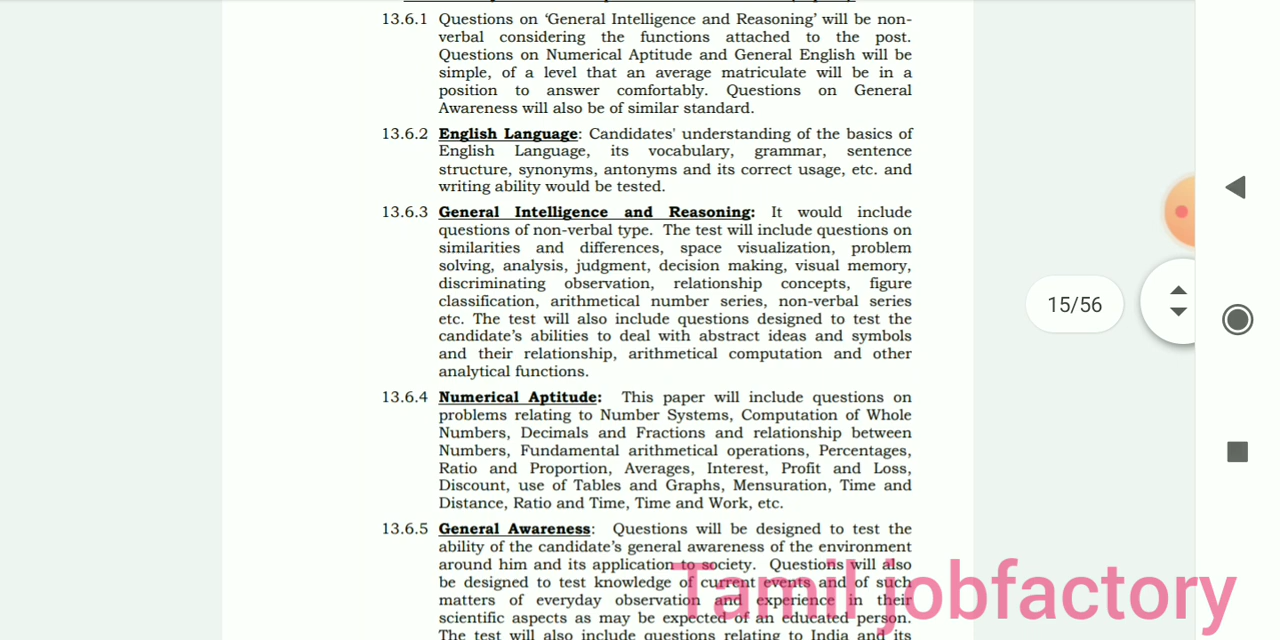 13.6.1 Questions on ‘General Intelligence and Reasoning’ will be non-
verbal considering the functions attached to the post.
Questions on Numerical Aptitude and General English will be
simple, of a level that an average matriculate will be in a
position to answer comfortably. Questions on General
Awareness will also be of similar standard.
13.6.2 English Language: Candidates' understanding of the basics of
English Language, its vocabulary, grammar, sentence
structure, synonyms, antonyms and its correct usage, etc. and
writing ability would be tested.
13.6.3 General Intelligence and Reasoning: It would include
questions of non-verbal type. The test will include questions on
similarities and differences, space visualization, problem
solving, analysis, judgment, decision making, visual memory,
discriminating observation, relationship concepts, figure
classification, arithmetical number series, non-verbal series
etc. The test will also include questions designed to test the
candidate’s abilities to deal with abstract ideas and symbols
and their relationship, arithmetical computation and other
analytical functions.
13.6.4 Numerical Aptitude: This paper will include questions on
problems relating to Number Systems, Computation of Whole
Numbers, Decimals and Fractions and relationship between
Numbers, Fundamental arithmetical operations, Percentages,
Ratio and Proportion, Averages, Interest, Profit and Loss,
Discount, use of Tables and Graphs, Mensuration, Time and
Distance, Ratio and Time, Time and Work, etc.
13.6.5 General Awareness: Questions will be designed to test the
ability of the candidate’s general awareness of the environment
around him and its application to society. Questions will also
be designed to test knowledge of current events and of such
matters of everyday observation and experience in their
scientific aspects as may be expected of an educated person.
The test will also include questions relating to India and its
15/56
Tamil jobfactory